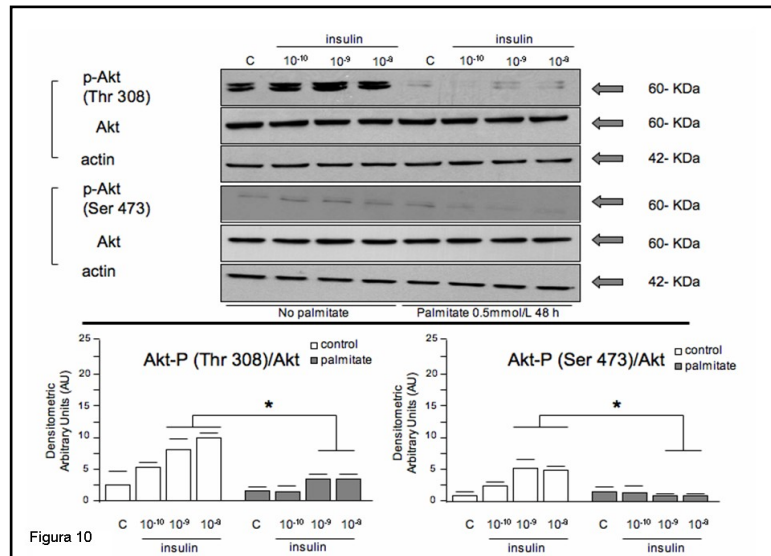 insulin insulin
C 10-10 10-9 10-8 C 10-10 10-9 10-8
p-Akt
(Thr 308) 60- KDa
Akt 60- KDa
actin 42- KDa
p-Akt
(Ser 473) 60- KDa
Akt 60- KDa
actin 42- KDa
No palmitate Palmitate 0.5mmol/L 48 h
Akt-P (Thr 308)/Akt
control
palmitate
Densitometric
Arbitrary Units (AU)
25
20
15
10
5
0
*
C 10-10 10-9 10-8 C 10-10 10-9 10-8
insulin insulin
Akt-P (Ser 473)/Akt
control
palmitate
Densitometric
Arbitrary Units (AU)
25
20
15
10
5
0
*
C 10-10 10-9 10-8 C 10-10 10-9 10-8
insulin insulin
Figura 10